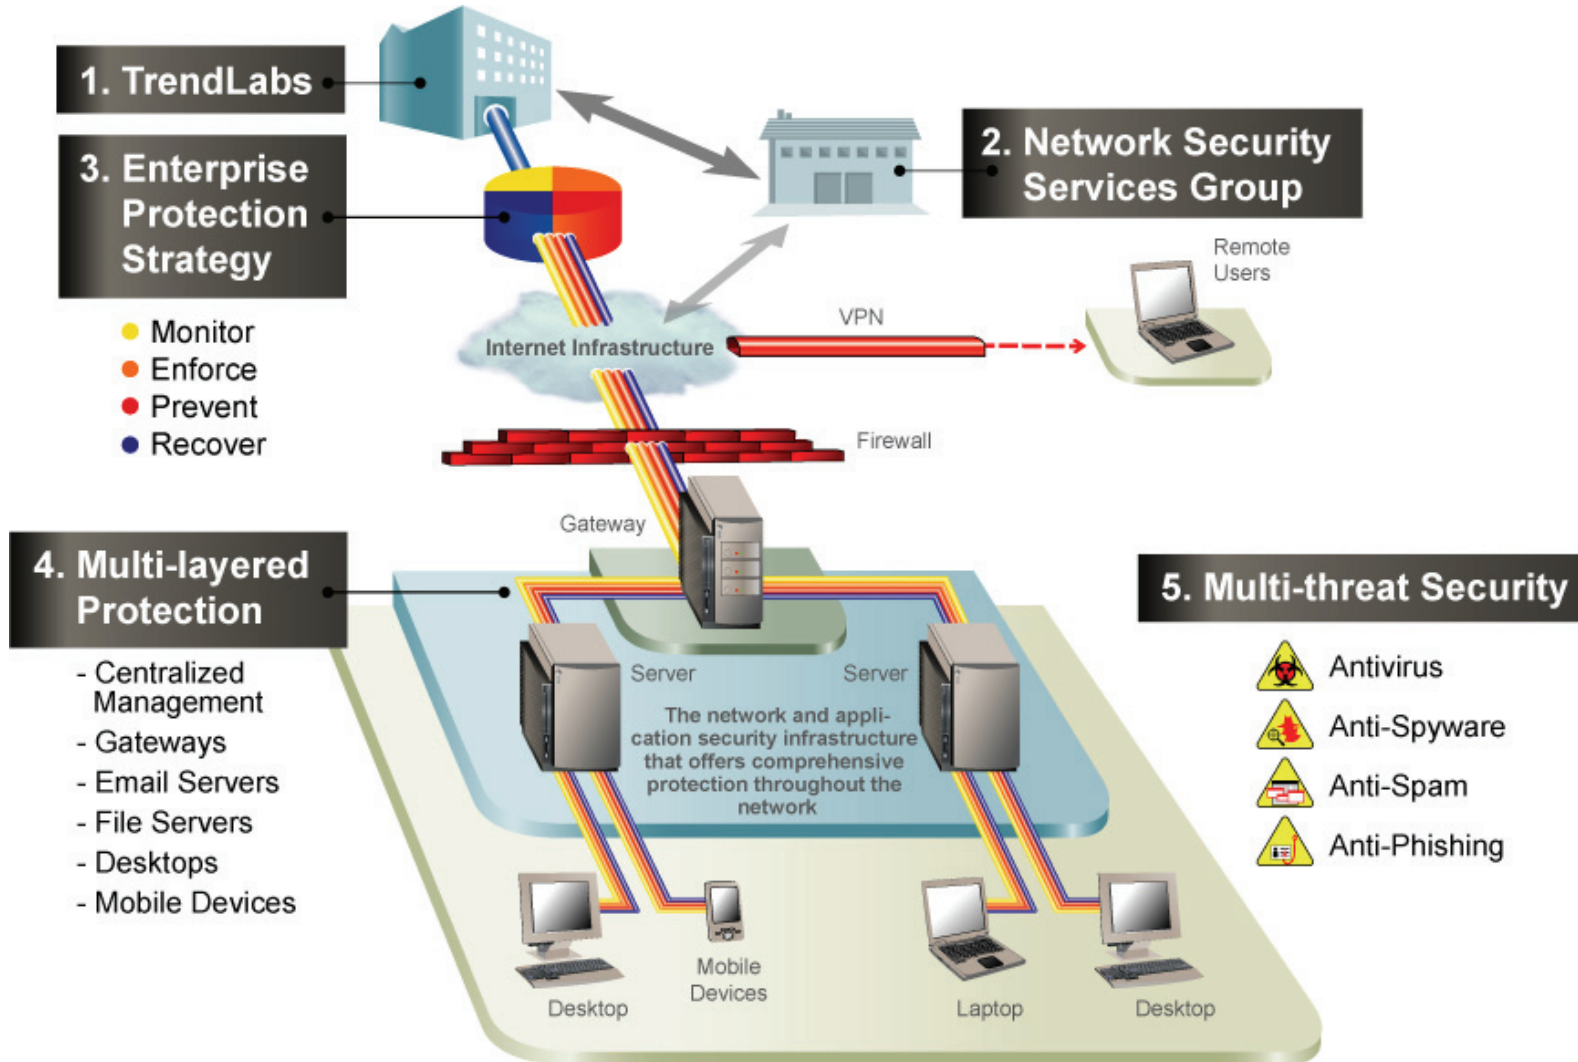 1. TrendLabs
2. Network Security
Services Group
3. Enterprise
Protection
Strategy
Monitor
Enforce
Prevent
Recover
Remote
Users
VPN
Internet Infrastructure
Firewall
Gateway
4. Multi-layered
Protection
- Centralized
Management
- Gateways
- Email Servers
- File Servers
- Desktops
- Mobile Devices
Server
Server
The network and appli-
cation security infrastructure
that offers comprehensive
protection throughout the
network
Desktop
Mobile
Devices
Laptop
Desktop
5. Multi-threat Security
Antivirus
Anti-Spyware
Anti-Spam
Anti-Phishing